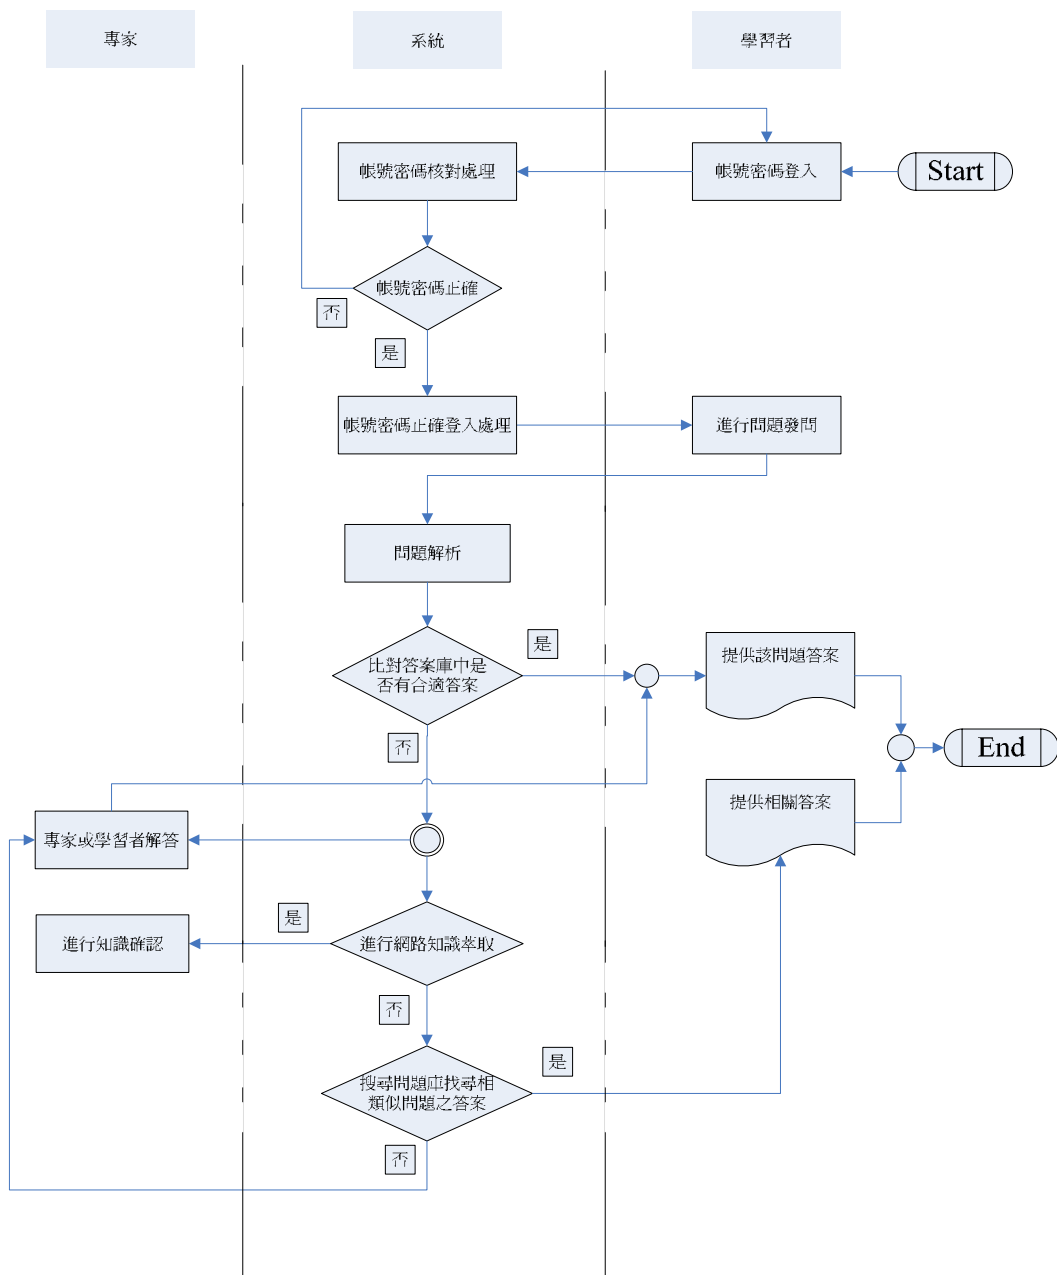 專家
系統
學習者
帳號密碼核對處理
帳號密碼登入
Start
帳號密碼正確
否
是
帳號密碼正確登入處理
進行問題發問
問題解析
是
比對答案庫中是
否有合適答案
提供該問題答案
否
End
提供相關答案
專家或學習者解答
是
進行知識確認
進行網路知識萃取
否
是
搜尋問題庫找尋相
類似問題之答案
否